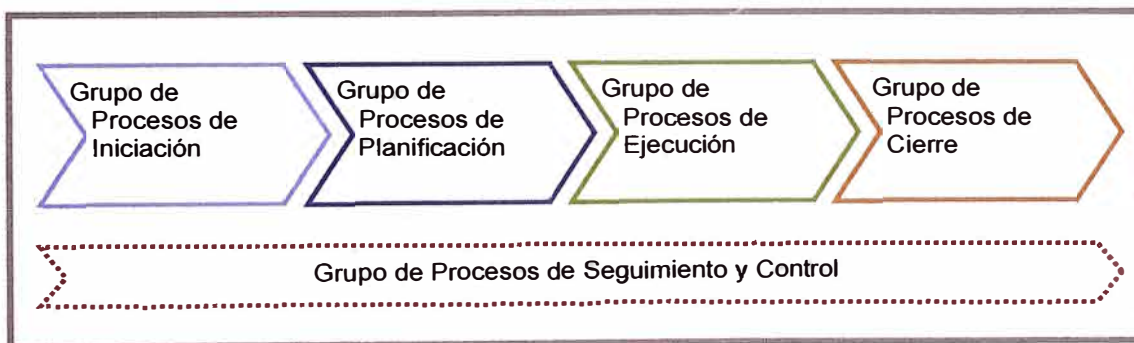 Grupo de
Procesos de
Iniciación
Grupo de
Procesos de
Planificación
Grupo de
Procesos de
Ejecución
Grupo de
Procesos de
Cierre
Grupo de Procesos de Seguimiento y Control